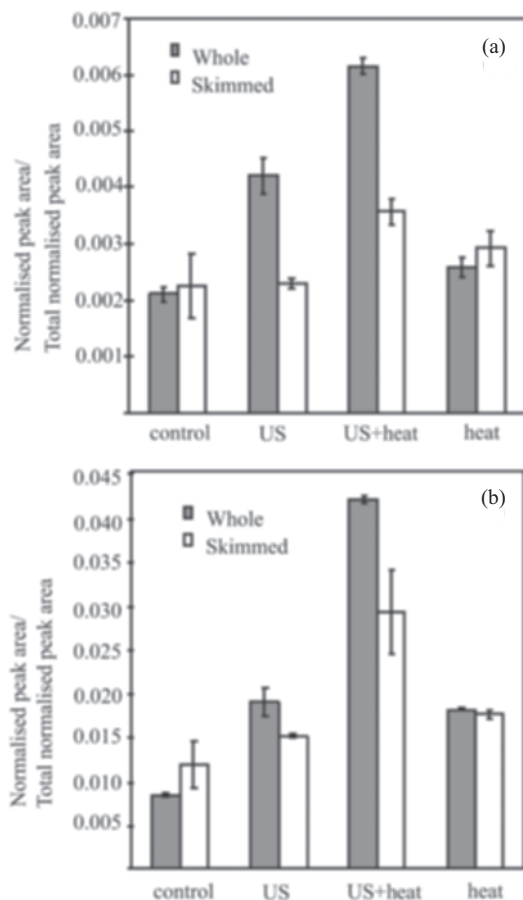 0.007
(a)
Whole
0.006
Skimmed
0.004
0.003
0.002
0.001
Normalised peak area/
Total normalised peak area
control US US+heat heat
0.045
(b)
0.040
Whole
Skimmed
0.035
0.030
0.025
0.020
0.015
0.010
0.005
Normalised peak area/
Total normalised peak area
control US US+heat heat